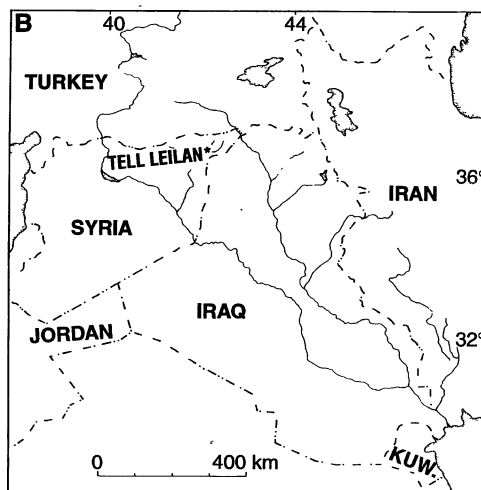 40 44
B
TURKEY
TELL LEILAN*
36°
IRAN
SYRIA
IRAQ
JORDAN
32°
KUW.
0 400 km